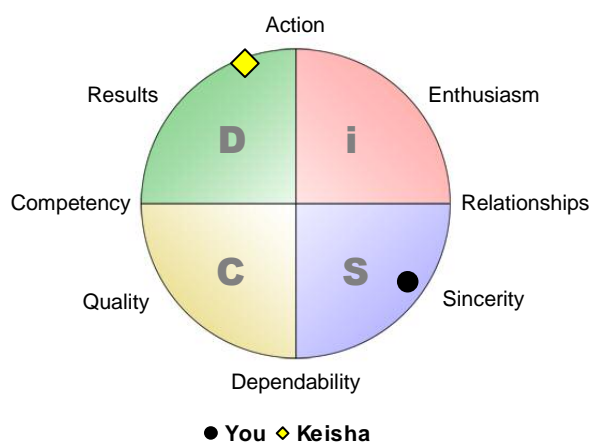 Action
Results
Enthusiasm
D
i
Competency
Relationships
C
S
Quality
Sincerity
Dependability
You Keisha